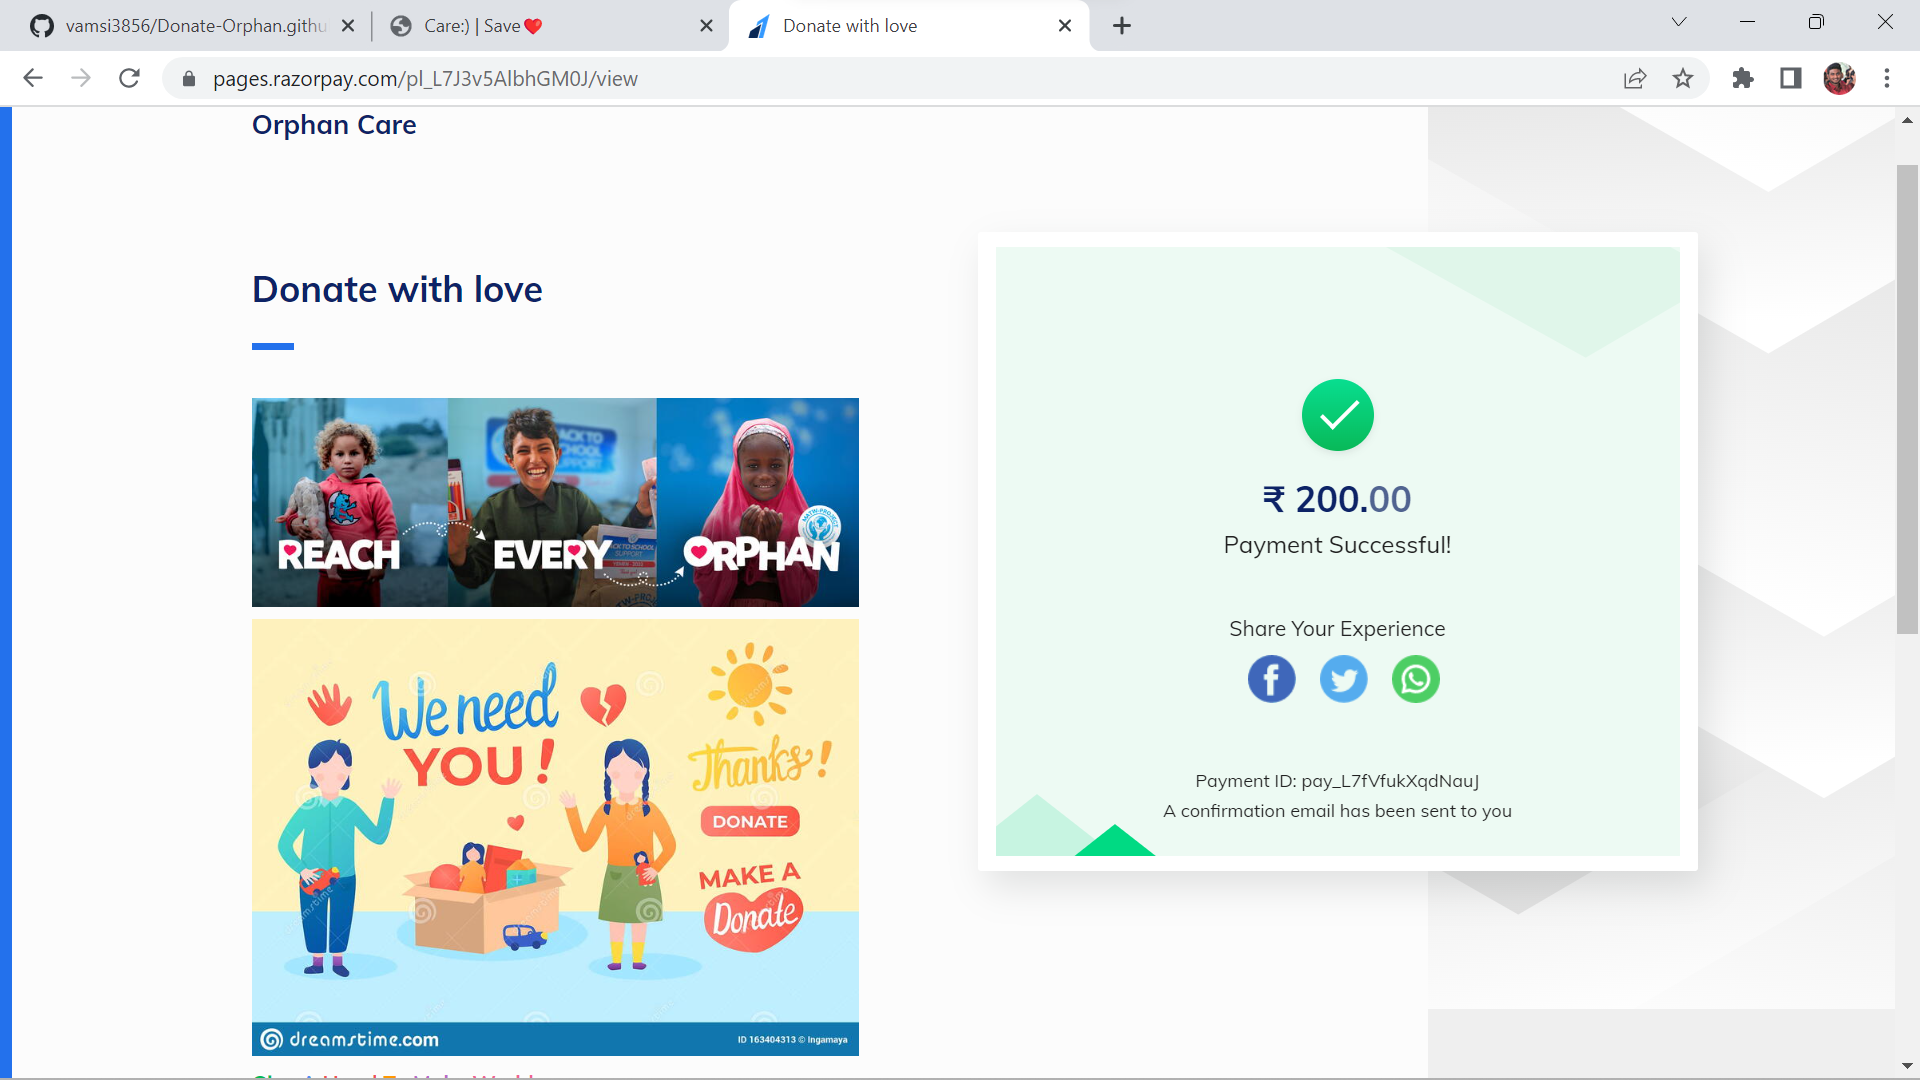 vamsi3856/Donate-Orphan.githu
Care:) | Save❤️
Donate with love
pages.razorpay.com/pl_L7J3v5AlbhGM0J/view
Orphan Care
Donate with love
REACH EVERY ORPHAN
We need
YOU!
Thanks!
DONATE
MAKE A
Donate
dreamstime.com
ID 163404313 © Ingamaya
₹ 200.00
Payment Successful!
Share Your Experience
Payment ID: pay_L7fVfukXqdNauJ
A confirmation email has been sent to you